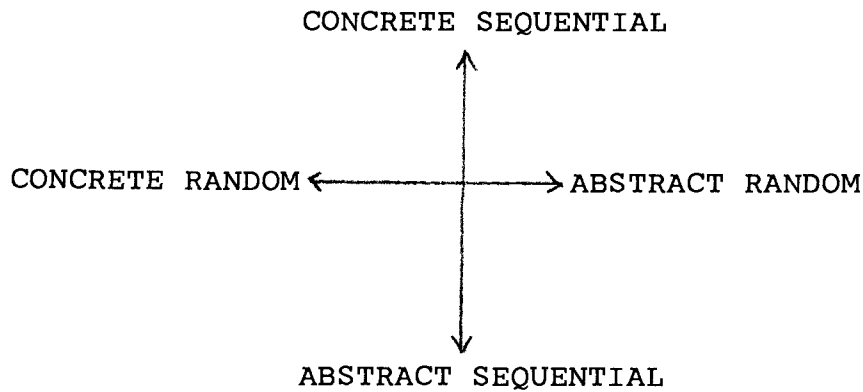 CONCRETE SEQUENTIAL
CONCRETE RANDOM ABSTRACT RANDOM
ABSTRACT SEQUENTIAL